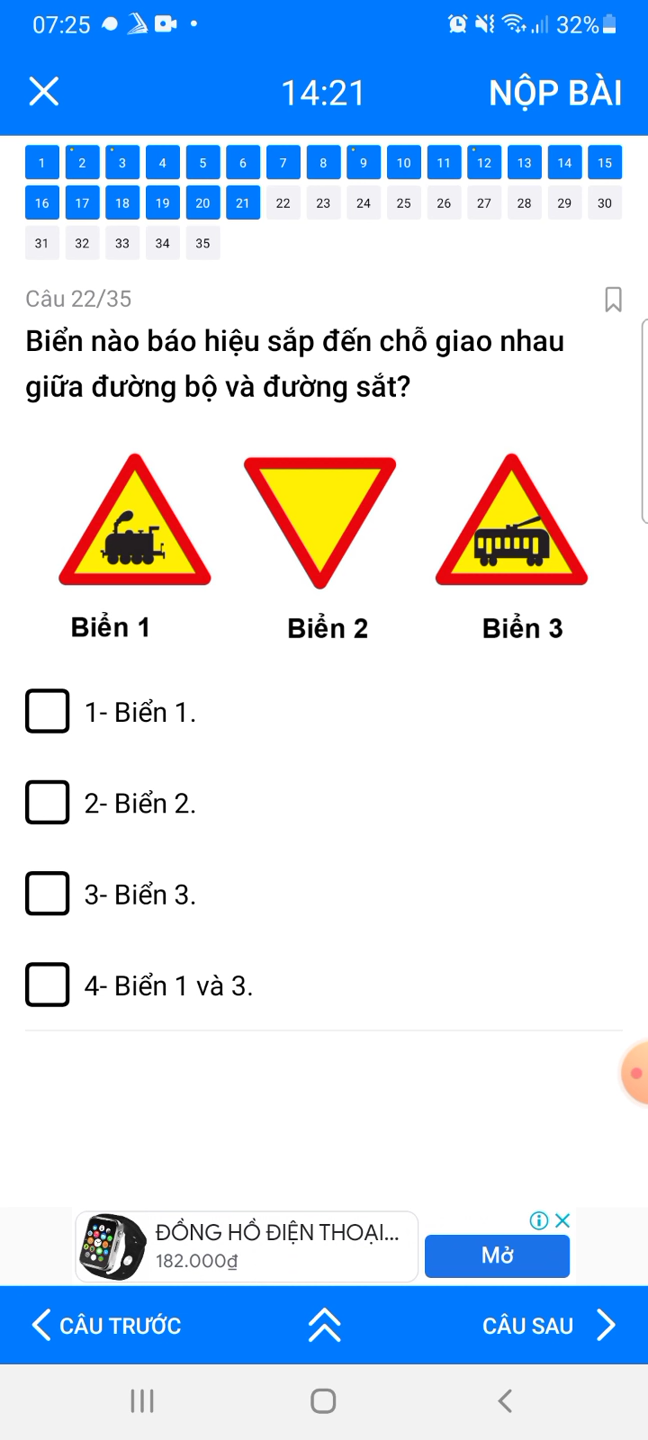 07:25
32%
14:21
NỘP BÀI
1 2 3 4 5 6 7 8 9 10 11 12 13 14 15
16 17 18 19 20 21 22 23 24 25 26 27 28 29 30
31 32 33 34 35
Câu 22/35
Biển nào báo hiệu sắp đến chỗ giao nhau
giữa đường bộ và đường sắt?
Biển 1 Biển 2 Biển 3
1- Biển 1.
2- Biển 2.
3- Biển 3.
4- Biển 1 và 3.
ĐỒNG HỒ ĐIỆN THOẠI...
182.000₫
Mở
CÂU TRƯỚC
CÂU SAU